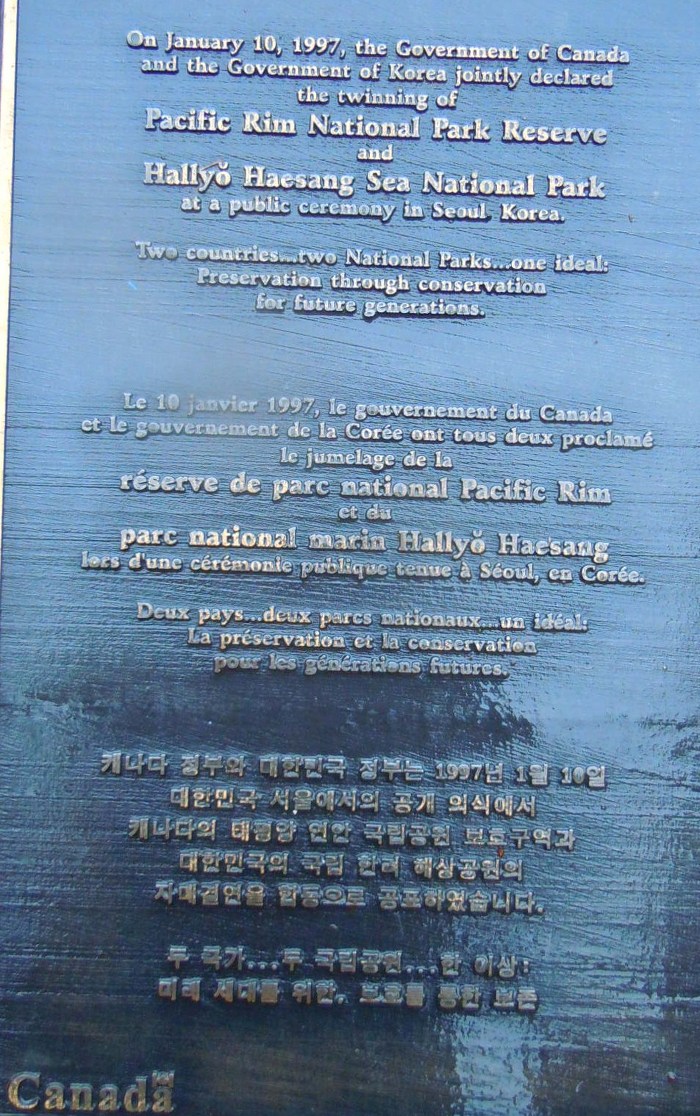 On January 10, 1997, the Government of Canada
and the Government of Korea jointly declared
the twinning of
Pacific Rim National Park Reserve
and
Hallyŏ Haesang Sea National Park
at a public ceremony in Seoul, Korea.
Two countries...two National Parks...one ideal:
Preservation through conservation
for future generations.
Le 10 janvier 1997, le gouvernement du Canada
et le gouvernement de la Corée ont tous deux proclamé
le jumelage de la
réserve de parc national Pacific Rim
et du
parc national marin Hallyŏ Haesang
lors d'une cérémonie publique tenue à Séoul, en Corée.
Deux pays...deux parcs nationaux...un idéal:
La préservation et la conservation
pour les générations futures.
캐나다 정부와 대한민국 정부는 1997년 1월 10일
대한민국 서울에서의 공개 의식에서
캐나다의 태평양 연안 국립공원 보호구역과
대한민국의 국립 한려 해상공원의
자매결연을 합동으로 공포하였습니다.
두 국가...두 국립공원...한 이상:
미래 세대를 위한, 보호를 통한 보존
Canada